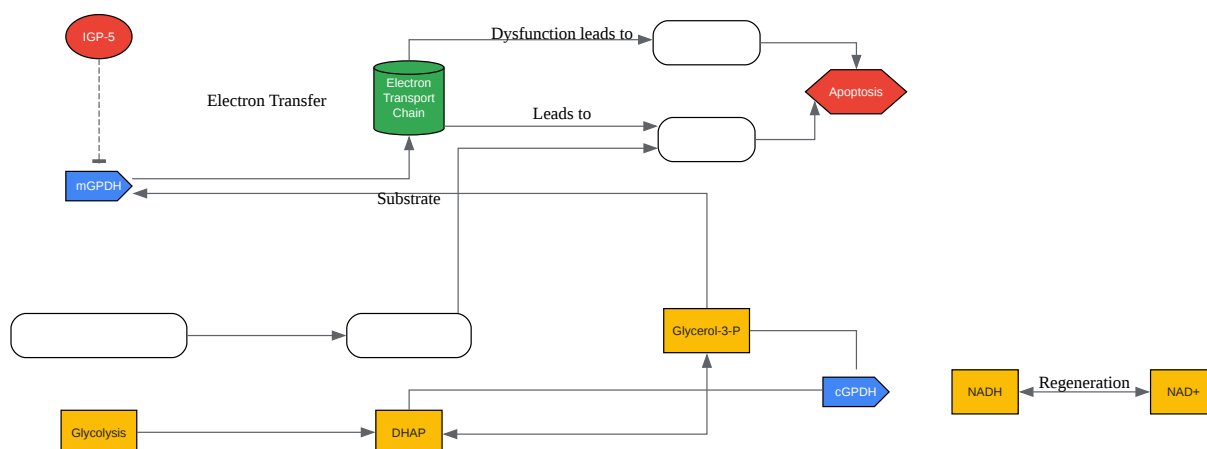 IGP-5
Dysfunction leads to
Electron
Transport
Chain
Apoptosis
Electron Transfer
Leads to
mGPDH
Substrate
Glycerol-3-P
cGPDH
NADH
Regeneration
NAD+
Glycolysis
DHAP